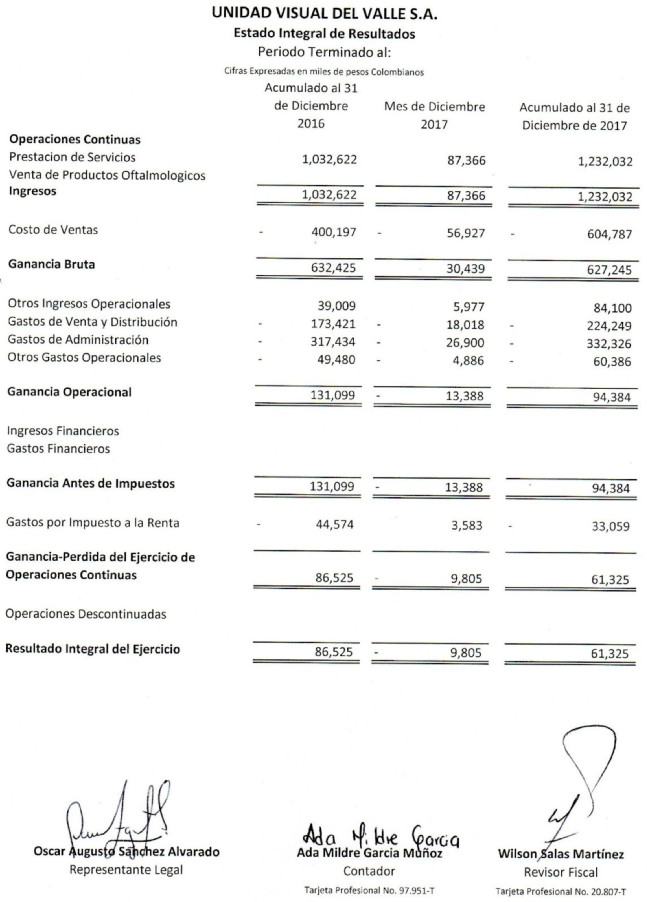 UNIDAD VISUAL DEL VALLE S.A.
Estado Integral de Resultados
Periodo Terminado al:
Cifras Expresadas en miles de pesos Colombianos
Acumulado al 31 de Diciembre 2016 Mes de Diciembre 2017 Acumulado al 31 de Diciembre de 2017
Operaciones Continuas
Prestacion de Servicios 1,032,622 87,366 1,232,032
Venta de Productos Oftalmologicos
Ingresos 1,032,622 87,366 1,232,032
Costo de Ventas - 400,197 - 56,927 - 604,787
Ganancia Bruta 632,425 30,439 627,245
Otros Ingresos Operacionales 39,009 5,977 84,100
Gastos de Venta y Distribución - 173,421 - 18,018 - 224,249
Gastos de Administración - 317,434 - 26,900 - 332,326
Otros Gastos Operacionales - 49,480 - 4,886 - 60,386
Ganancia Operacional 131,099 - 13,388 94,384
Ingresos Financieros
Gastos Financieros
Ganancia Antes de Impuestos 131,099 - 13,388 94,384
Gastos por Impuesto a la Renta - 44,574 3,583 - 33,059
Ganancia-Perdida del Ejercicio de
Operaciones Continuas 86,525 - 9,805 61,325
Operaciones Descontinuadas
Resultado Integral del Ejercicio 86,525 - 9,805 61,325
Ada Mildre Garcia
Oscar Augusto Sánchez Alvarado Ada Mildre Garcia Muñoz Wilson Salas Martínez
Representante Legal Contador Revisor Fiscal
Tarjeta Profesional No. 97.951-T Tarjeta Profesional No. 20.807-T